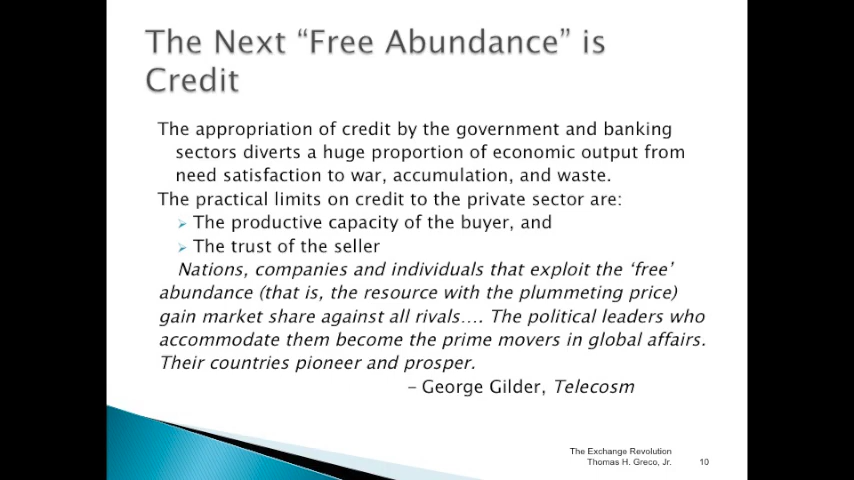 The Next “Free Abundance” is
Credit
The appropriation of credit by the government and banking
sectors diverts a huge proportion of economic output from
need satisfaction to war, accumulation, and waste.
The practical limits on credit to the private sector are:
The productive capacity of the buyer, and
The trust of the seller
Nations, companies and individuals that exploit the ‘free’
abundance (that is, the resource with the plummeting price)
gain market share against all rivals…. The political leaders who
accommodate them become the prime movers in global affairs.
Their countries pioneer and prosper.
– George Gilder, Telecosm
The Exchange Revolution
Thomas H. Greco, Jr.
10